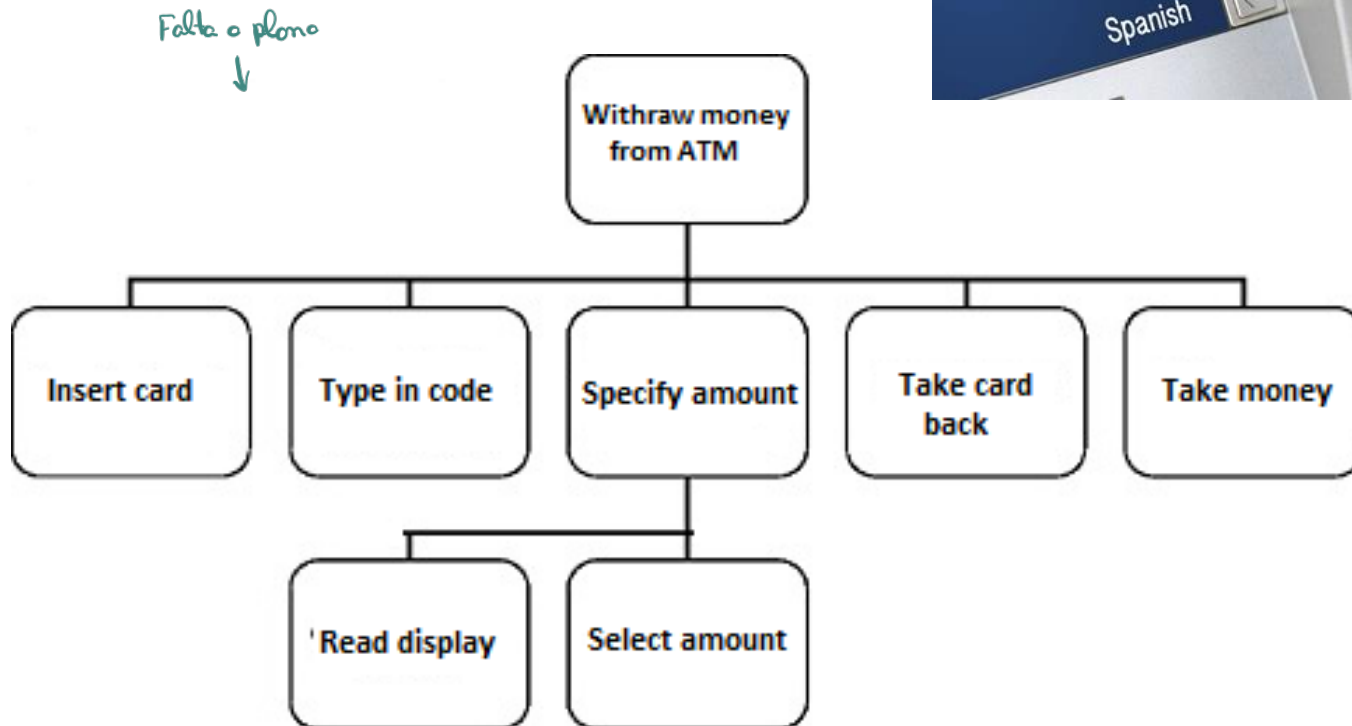 Falta o plano
Spanish
Withraw money
from ATM
Insert card
Type in code
Specify amount
Take card
back
Take money
'Read display
Select amount